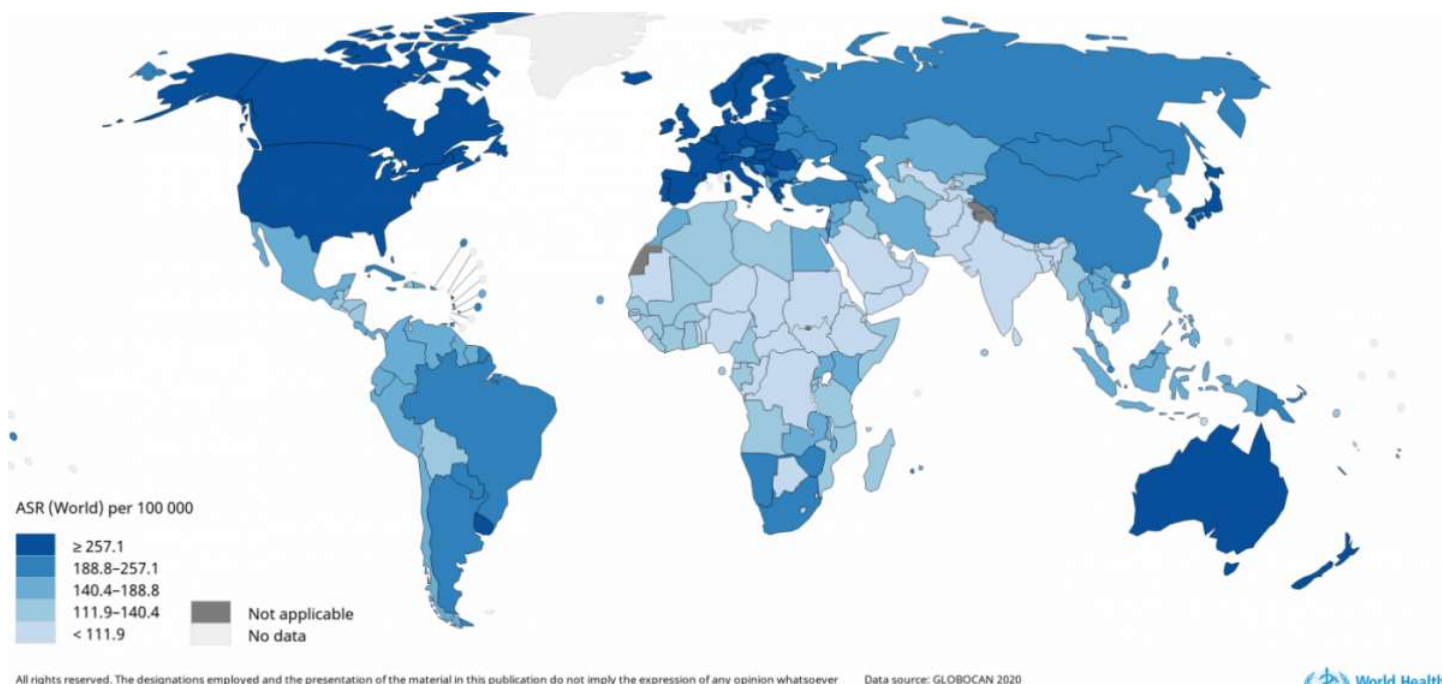 ASR (World) per 100 000
≥ 257.1
188.8–257.1
140.4–188.8
111.9–140.4
< 111.9
Not applicable
No data
All rights reserved. The designations employed and the presentation of the material in this publication do not imply the expression of any opinion whatsoever
Data source: GLOBOCAN 2020
World Health